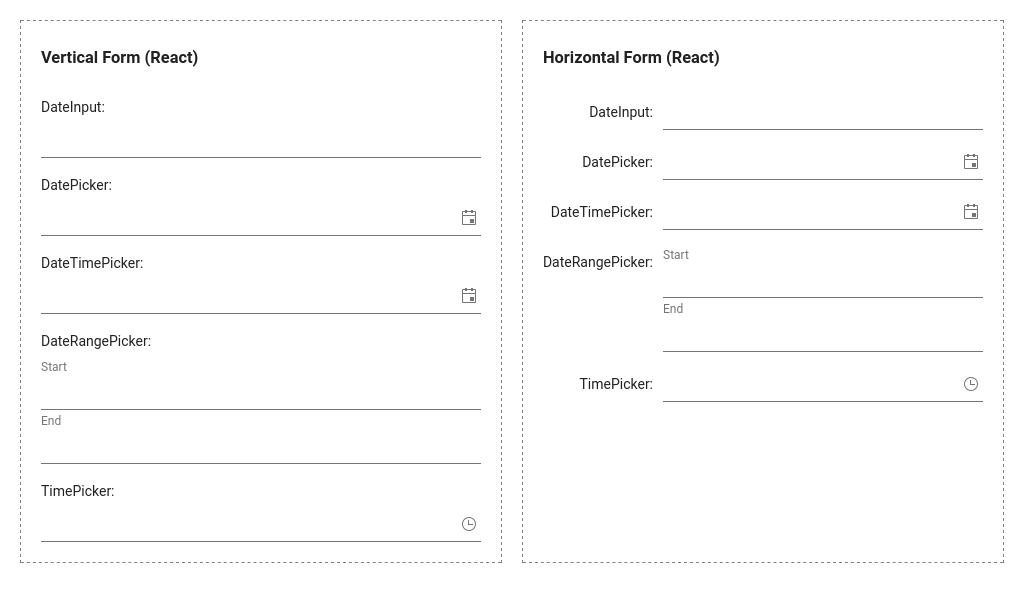 Vertical Form (React)
DateInput:
DatePicker:
DateTimePicker:
DateRangePicker:
Start
End
TimePicker:
Horizontal Form (React)
DateInput:
DatePicker:
DateTimePicker:
DateRangePicker:
Start
End
TimePicker: